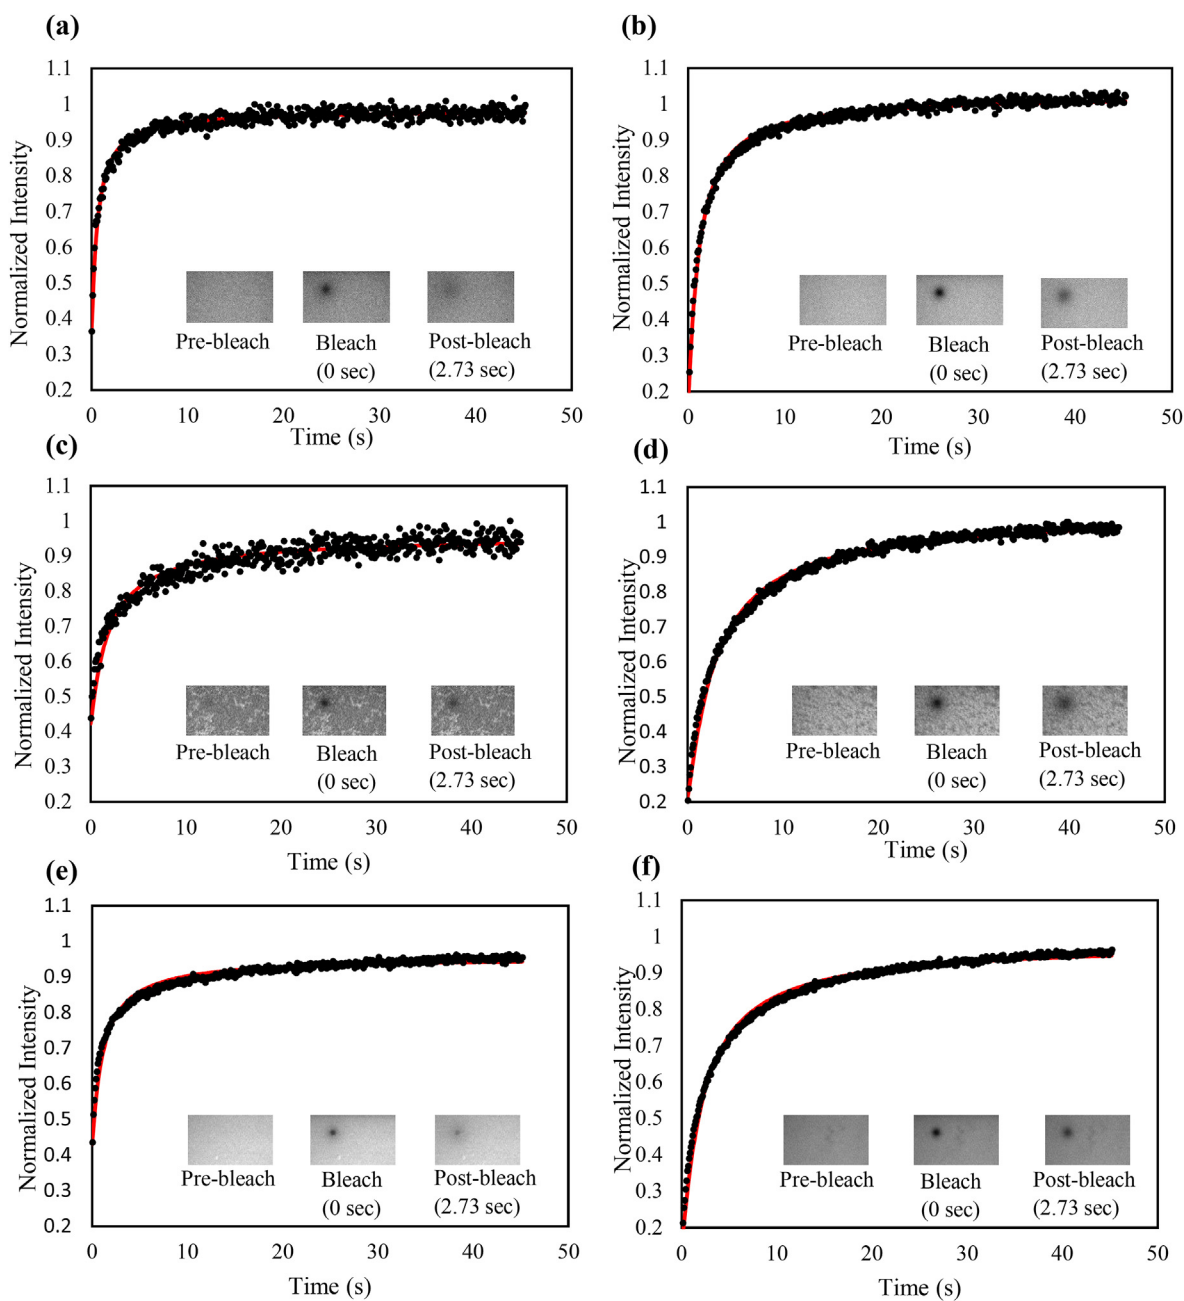 (a)
1.1
1
0.9
0.8
0.7
0.6
0.5
0.4
0.3
0.2
Normalized Intensity
Pre-bleach
Bleach
(0 sec)
Post-bleach
(2.73 sec)
0 10 20 30 40 50
Time (s)
(b)
1.1
1
0.9
0.8
0.7
0.6
0.5
0.4
0.3
0.2
Normalized Intensity
Pre-bleach
Bleach
(0 sec)
Post-bleach
(2.73 sec)
0 10 20 30 40 50
Time (s)
(c)
1.1
1
0.9
0.8
0.7
0.6
0.5
0.4
0.3
0.2
Normalized Intensity
Pre-bleach
Bleach
(0 sec)
Post-bleach
(2.73 sec)
0 10 20 30 40 50
Time (s)
(d)
1.1
1
0.9
0.8
0.7
0.6
0.5
0.4
0.3
0.2
Normalized Intensity
Pre-bleach
Bleach
(0 sec)
Post-bleach
(2.73 sec)
0 10 20 30 40 50
Time (s)
(e)
1.1
1
0.9
0.8
0.7
0.6
0.5
0.4
0.3
0.2
Normalized Intensity
Pre-bleach
Bleach
(0 sec)
Post-bleach
(2.73 sec)
0 10 20 30 40 50
Time (s)
(f)
1.1
1
0.9
0.8
0.7
0.6
0.5
0.4
0.3
0.2
Normalized Intensity
Pre-bleach
Bleach
(0 sec)
Post-bleach
(2.73 sec)
0 10 20 30 40 50
Time (s)